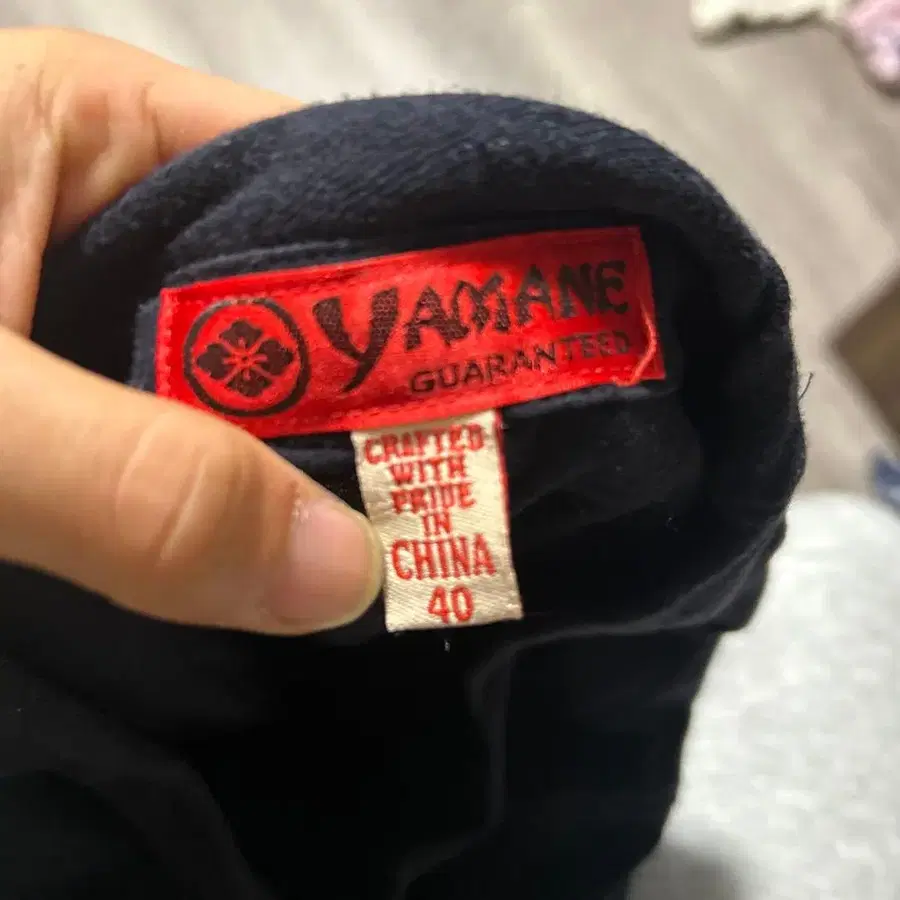 YAMANE
GUARANTEED
CRAFTED
WITH
PRIDE
IN
CHINA
40